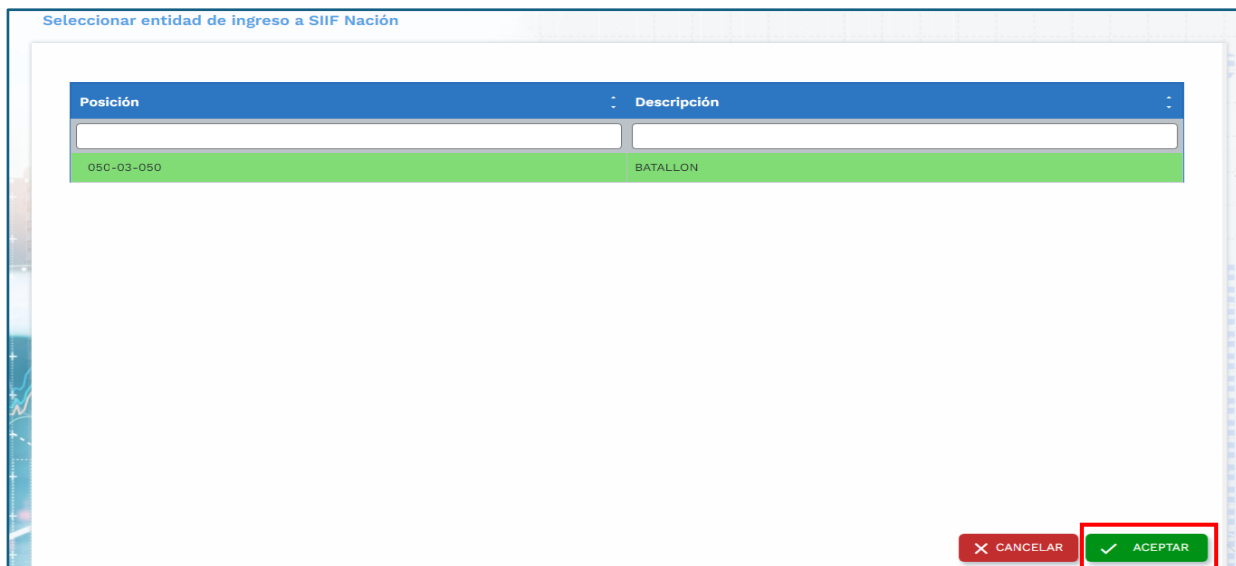 Seleccionar entidad de ingreso a SIIF Nación
Posición Descripción
050-03-050 BATALLON
CANCELAR ACEPTAR